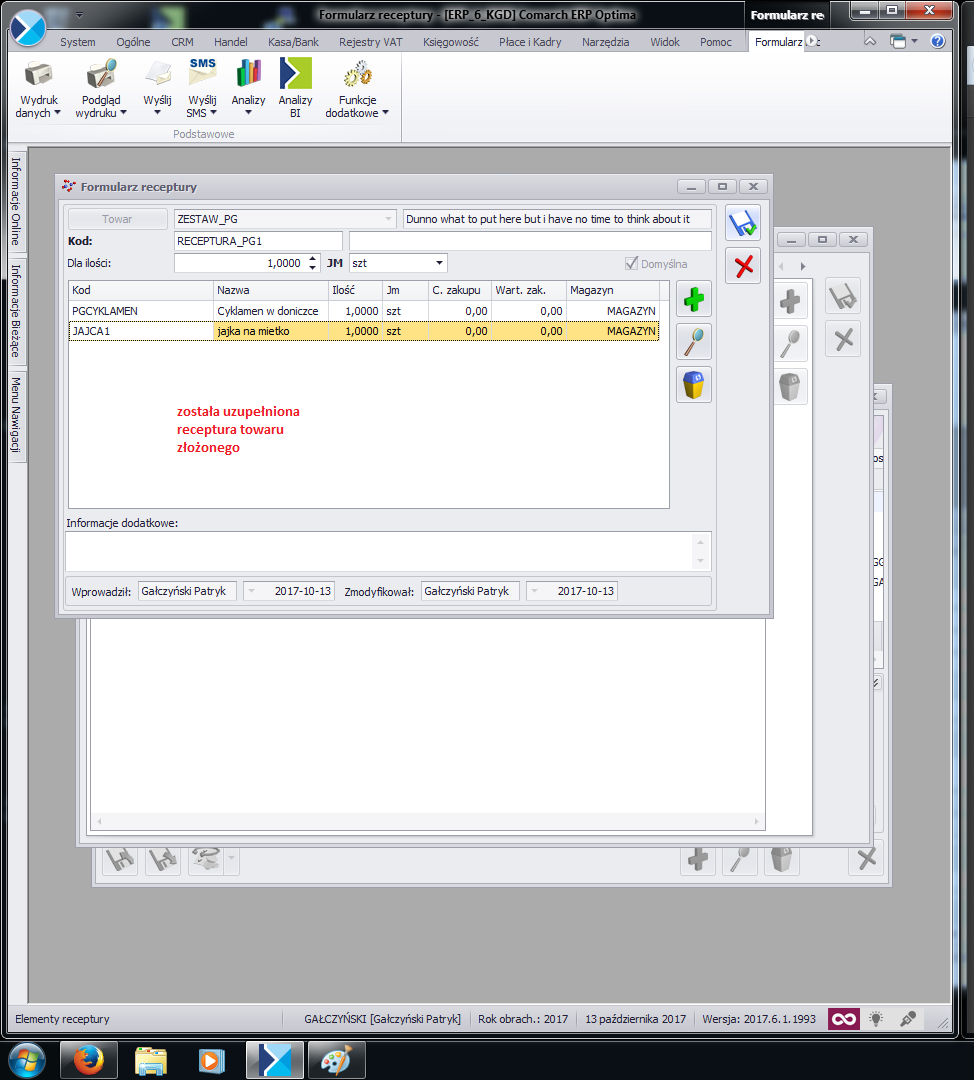 Formularz receptury - [ERP_6_KGD] Comarch ERP Optima
Formularz re
System Ogólne CRM Handel Kasa/Bank Rejestry VAT Księgowość Płace i Kadry Narzędzia Widok Pomoc Formularz
Wydruk danych
Podgląd wydruku
Wyślij
SMS
Wyślij SMS
Analizy
Analizy BI
Funkcje dodatkowe
Podstawowe
Informacje Online
Informacje Bieżące
Menu Nawigacji
Formularz receptury
Towar ZESTAW_PG Dunno what to put here but i have no time to think about it
Kod: RECEPTURA_PG1
Dla ilości: 1,0000 JM szt Domyślna
Kod Nazwa Ilość Jm C. zakupu Wart. zak. Magazyn
PGCYKLAMEN Cyklamen w doniczce 1,0000 szt 0,00 0,00 MAGAZYN
JAJCA1 jajka na mietko 1,0000 szt 0,00 0,00 MAGAZYN
została uzupełniona
receptura towaru
złożonego
Informacje dodatkowe:
Wprowadził: Gałczyński Patryk 2017-10-13 Zmodyfikował: Gałczyński Patryk 2017-10-13
Elementy receptury GAŁCZYŃSKI [Gałczyński Patryk] Rok obrach.: 2017 13 października 2017 Wersja: 2017.6.1.1993